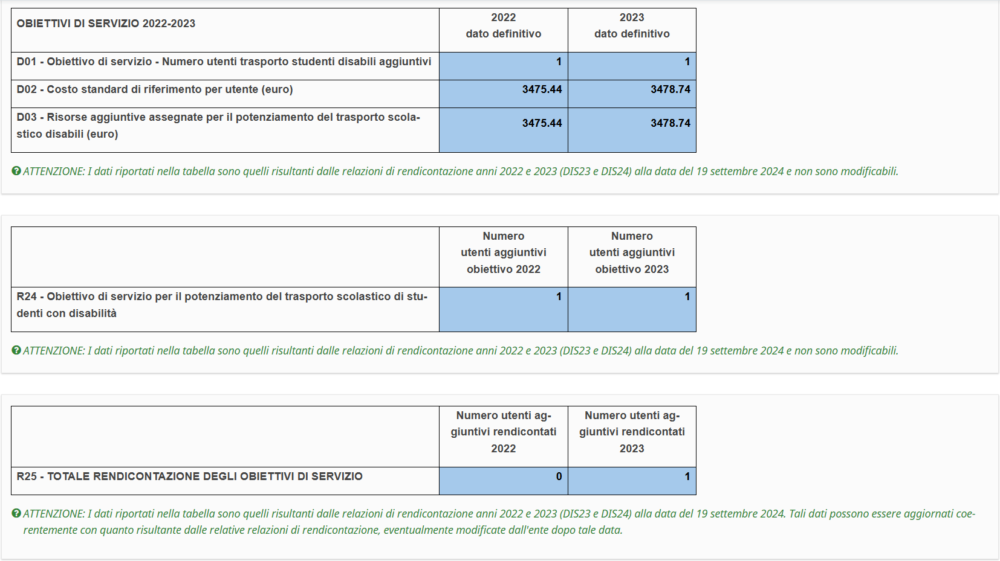 OBIETTIVI DI SERVIZIO 2022-2023
2022
dato definitivo
2023
dato definitivo
D01 - Obiettivo di servizio - Numero utenti trasporto studenti disabili aggiuntivi
1
1
D02 - Costo standard di riferimento per utente (euro)
3475.44
3478.74
D03 - Risorse aggiuntive assegnate per il potenziamento del trasporto scola-
stico disabili (euro)
3475.44
3478.74
ATTENZIONE: I dati riportati nella tabella sono quelli risultanti dalle relazioni di rendicontazione anni 2022 e 2023 (DIS23 e DIS24) alla data del 19 settembre 2024 e non sono modificabili.
Numero
utenti aggiuntivi
obiettivo 2022
Numero
utenti aggiuntivi
obiettivo 2023
R24 - Obiettivo di servizio per il potenziamento del trasporto scolastico di stu-
denti con disabilità
1
1
ATTENZIONE: I dati riportati nella tabella sono quelli risultanti dalle relazioni di rendicontazione anni 2022 e 2023 (DIS23 e DIS24) alla data del 19 settembre 2024 e non sono modificabili.
Numero utenti ag-
giuntivi rendicontati
2022
Numero utenti ag-
giuntivi rendicontati
2023
R25 - TOTALE RENDICONTAZIONE DEGLI OBIETTIVI DI SERVIZIO
0
1
ATTENZIONE: I dati riportati nella tabella sono quelli risultanti dalle relazioni di rendicontazione anni 2022 e 2023 (DIS23 e DIS24) alla data del 19 settembre 2024. Tali dati possono essere aggiornati coe-
rentemente con quanto risultante dalle relative relazioni di rendicontazione, eventualmente modificate dall'ente dopo tale data.